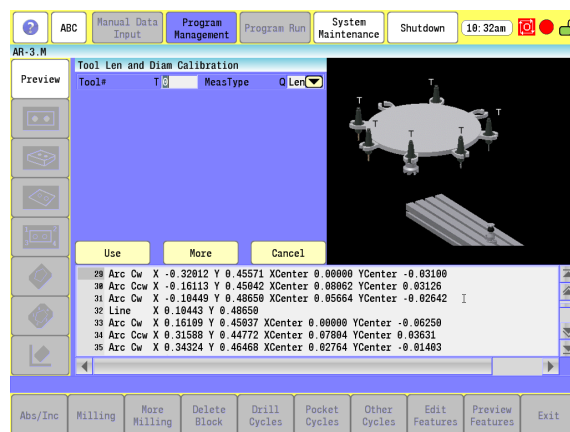 ?
ABC
Manual Data Input
Program Management
Program Run
System Maintenance
Shutdown
10:32am
AR-3.M
Preview
Tool Len and Diam Calibration
Tool# T 0 MeasType Q Len
T
T
T
T
T
T
Use More Cancel
29 Arc Cw X -0.32012 Y 0.45571 XCenter 0.00000 YCenter -0.03100
30 Arc Ccw X -0.16113 Y 0.45042 XCenter 0.08062 YCenter 0.03126
31 Arc Cw X -0.10449 Y 0.48650 XCenter 0.05664 YCenter -0.02642
32 Line X 0.10443 Y 0.48650
33 Arc Cw X 0.16109 Y 0.45037 XCenter 0.00000 YCenter -0.06250
34 Arc Ccw X 0.31588 Y 0.44772 XCenter 0.07804 YCenter 0.03631
35 Arc Cw X 0.34324 Y 0.46468 XCenter 0.02764 YCenter -0.01403
Abs/Inc
Milling
More Milling
Delete Block
Drill Cycles
Pocket Cycles
Other Cycles
Edit Features
Preview Features
Exit